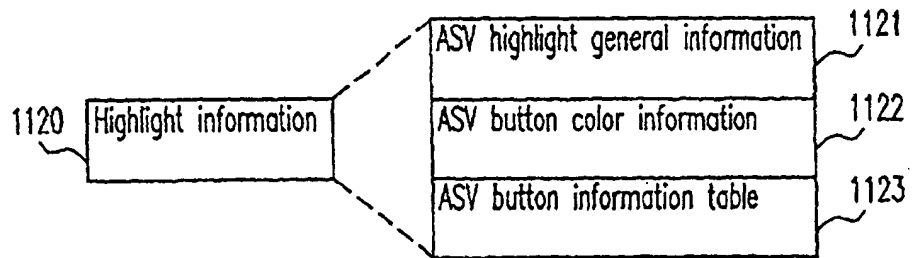 ASV highlight general information 1121
1120 Highlight information
ASV button color information 1122
ASV button information table 1123